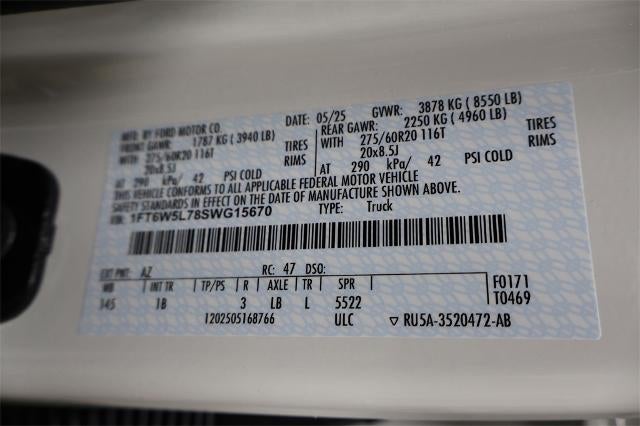 MFD. BY FORD MOTOR CO. DATE: 05/25 GVWR: 3878 KG ( 8550 LB)
FRONT GAWR: 1787 KG ( 3940 LB) REAR GAWR: 2250 KG ( 4960 LB)
WITH 275/60R20 116T TIRES WITH 275/60R20 116T TIRES
20x8.5J RIMS 20x8.5J RIMS
AT 290 kPa/ 42 PSI COLD AT 290 kPa/ 42 PSI COLD
THIS VEHICLE CONFORMS TO ALL APPLICABLE FEDERAL MOTOR VEHICLE
SAFETY STANDARDS IN EFFECT ON THE DATE OF MANUFACTURE SHOWN ABOVE.
VIN: 1FT6W5L78SWG15670 TYPE: Truck
EXT PNT: AZ RC: 47 DSO: F0171
WB INT TR TP/PS R AXLE TR SPR T0469
145 1B 3 LB L 5522
1202505168766 ULC ▽ RU5A-3520472-AB